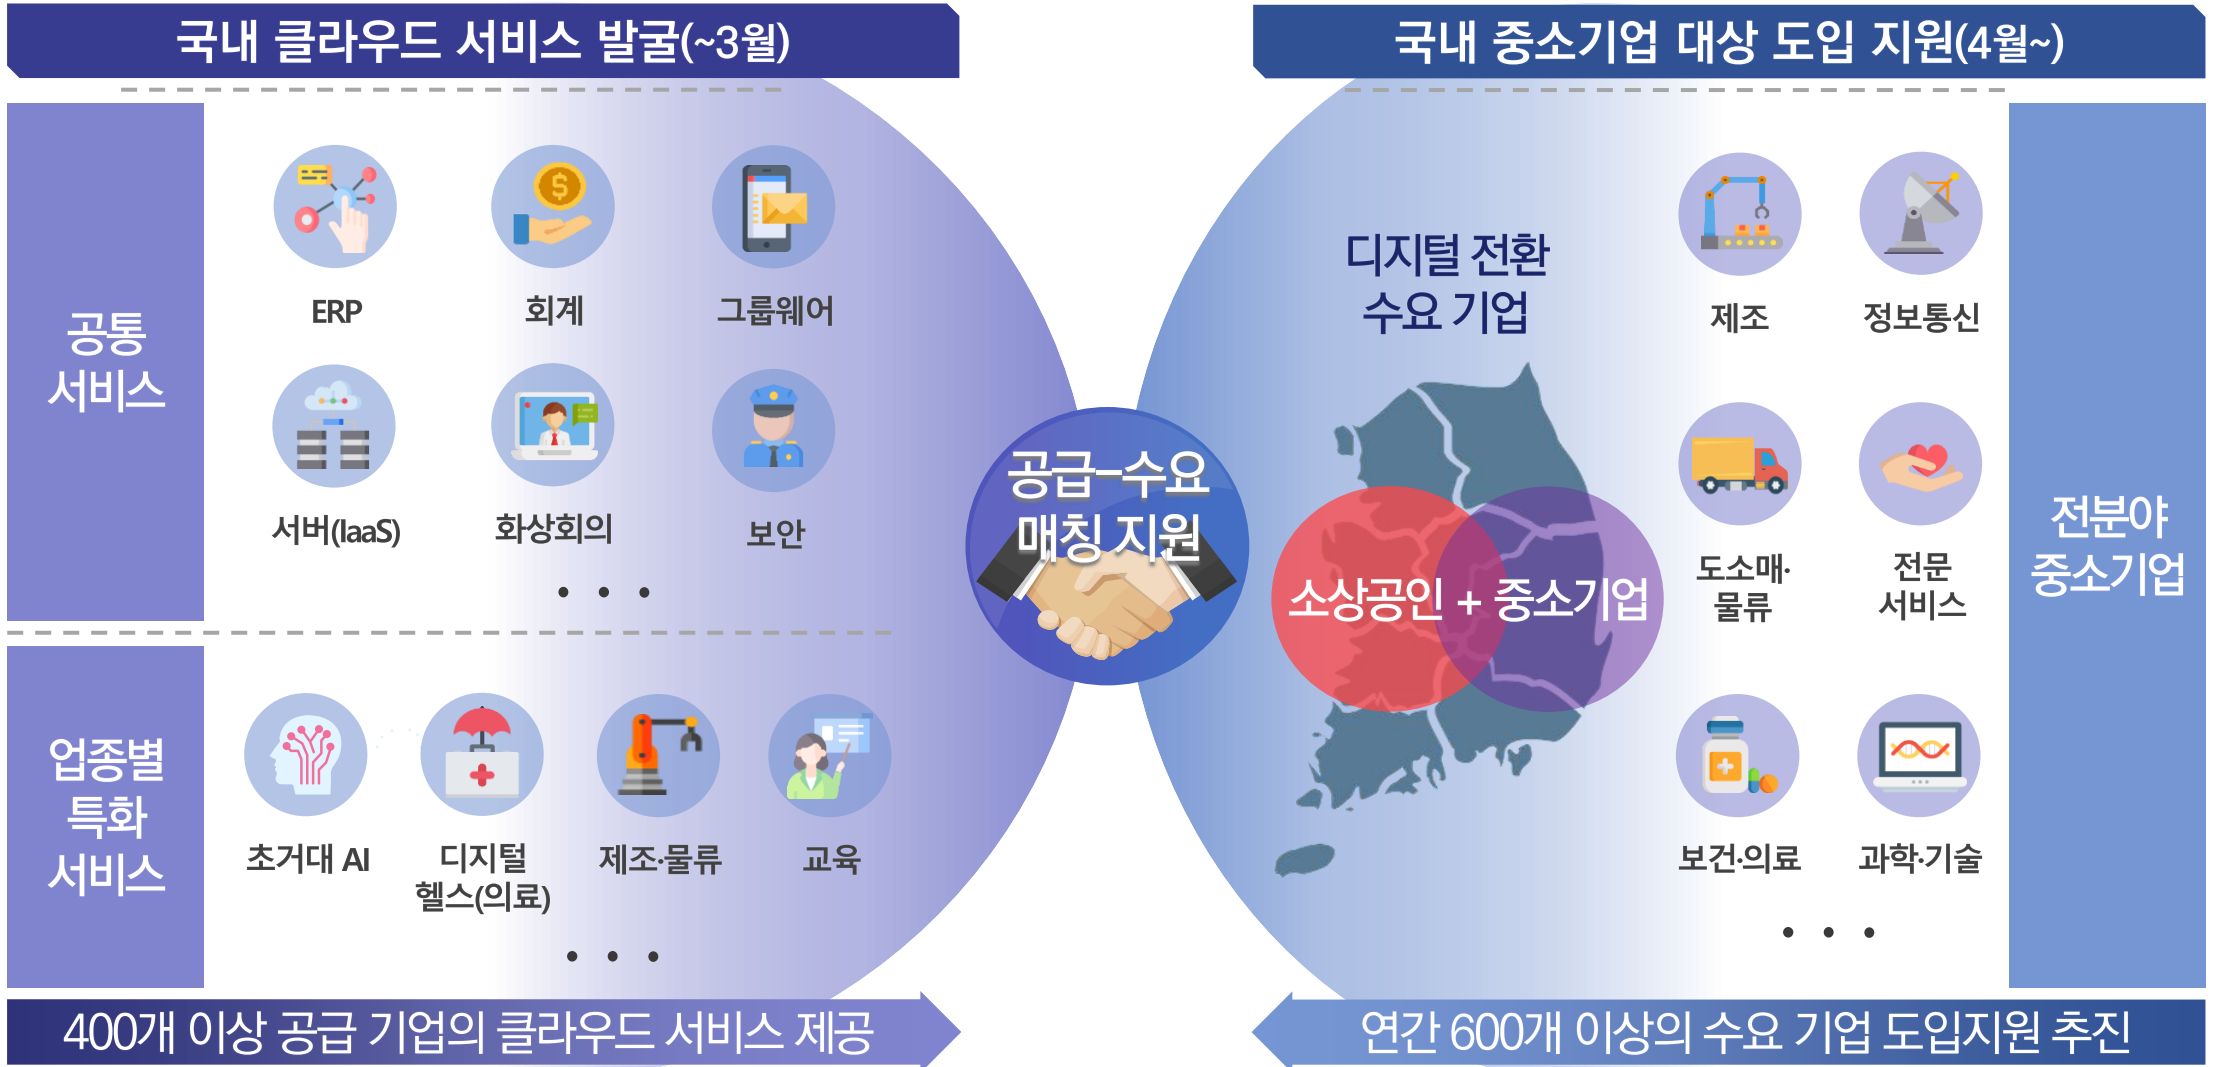 국내 클라우드 서비스 발굴(~3월)
공통
서비스
ERP
회계
그룹웨어
서버(IaaS)
화상회의
보안
• • •
업종별
특화
서비스
초거대 AI
디지털
헬스(의료)
제조·물류
교육
• • •
400개 이상 공급 기업의 클라우드 서비스 제공
공급-수요
매칭 지원
국내 중소기업 대상 도입 지원(4월~)
디지털 전환
수요 기업
소상공인 + 중소기업
제조
정보통신
도소매·
물류
전문
서비스
보건·의료
과학·기술
• • •
전분야
중소기업
연간 600개 이상의 수요 기업 도입지원 추진